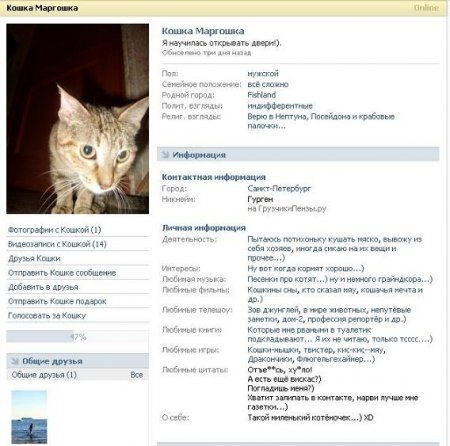 Кошка Маргошка
Online
Кошка Маргошка
Я научилась открывать двери!).
Обновлено три дня назад
Пол: мужской
Семейное положение: всё сложно
Родной город: Fishland
Полит. взгляды: индифферентные
Религ. взгляды: Верю в Нептуна, Посейдона и крабовые
палочки...
Информация
Контактная информация
Город: Санкт-Петербург
Никнейм: Гурген
на ГрузчикиПензы.ру
Личная информация
Деятельность: Пытаюсь потихоньку кушать мяско, вывожу из
себя хозяев, иногда сикаю на их вещи и
прочее...)
Интересы: Ну вот когда кормят хорошо...)
Любимая музыка: Песенки про котят...) ну и немного грайндкора...)
Любимые фильмы: Кошкины сны, кто сказал мяу, кошачья мечта и
др.)
Любимые телешоу: Зов джунглей, в мире животных, непутёвые
заметки, дом-2, професия репортёр и др.)
Любимые книги: Которые мне рваными в туалетик
подкладывают... Я их не читаю, только тсссс....)
Любимые игры: Кошки-мышки, твистер, кис-кис--мяу,
Дракончики, Флюгельгехаймер...)
Любимые цитаты: Отъе**сь, ху*ло!
А есть ещё вискас?)
Погладишь меня?)
Хватит залипать в контакте, нарви лучше мне
газетки...)
О себе: Такой миленький котёночек...) XD
Фотографии с Кошкой (1)
Видеозаписи с Кошкой (14)
Друзья Кошки
Отправить Кошке сообщение
Добавить в друзья
Отправить Кошке подарок
Голосовать за Кошку
47%
Общие друзья
Общие друзья (1) Все